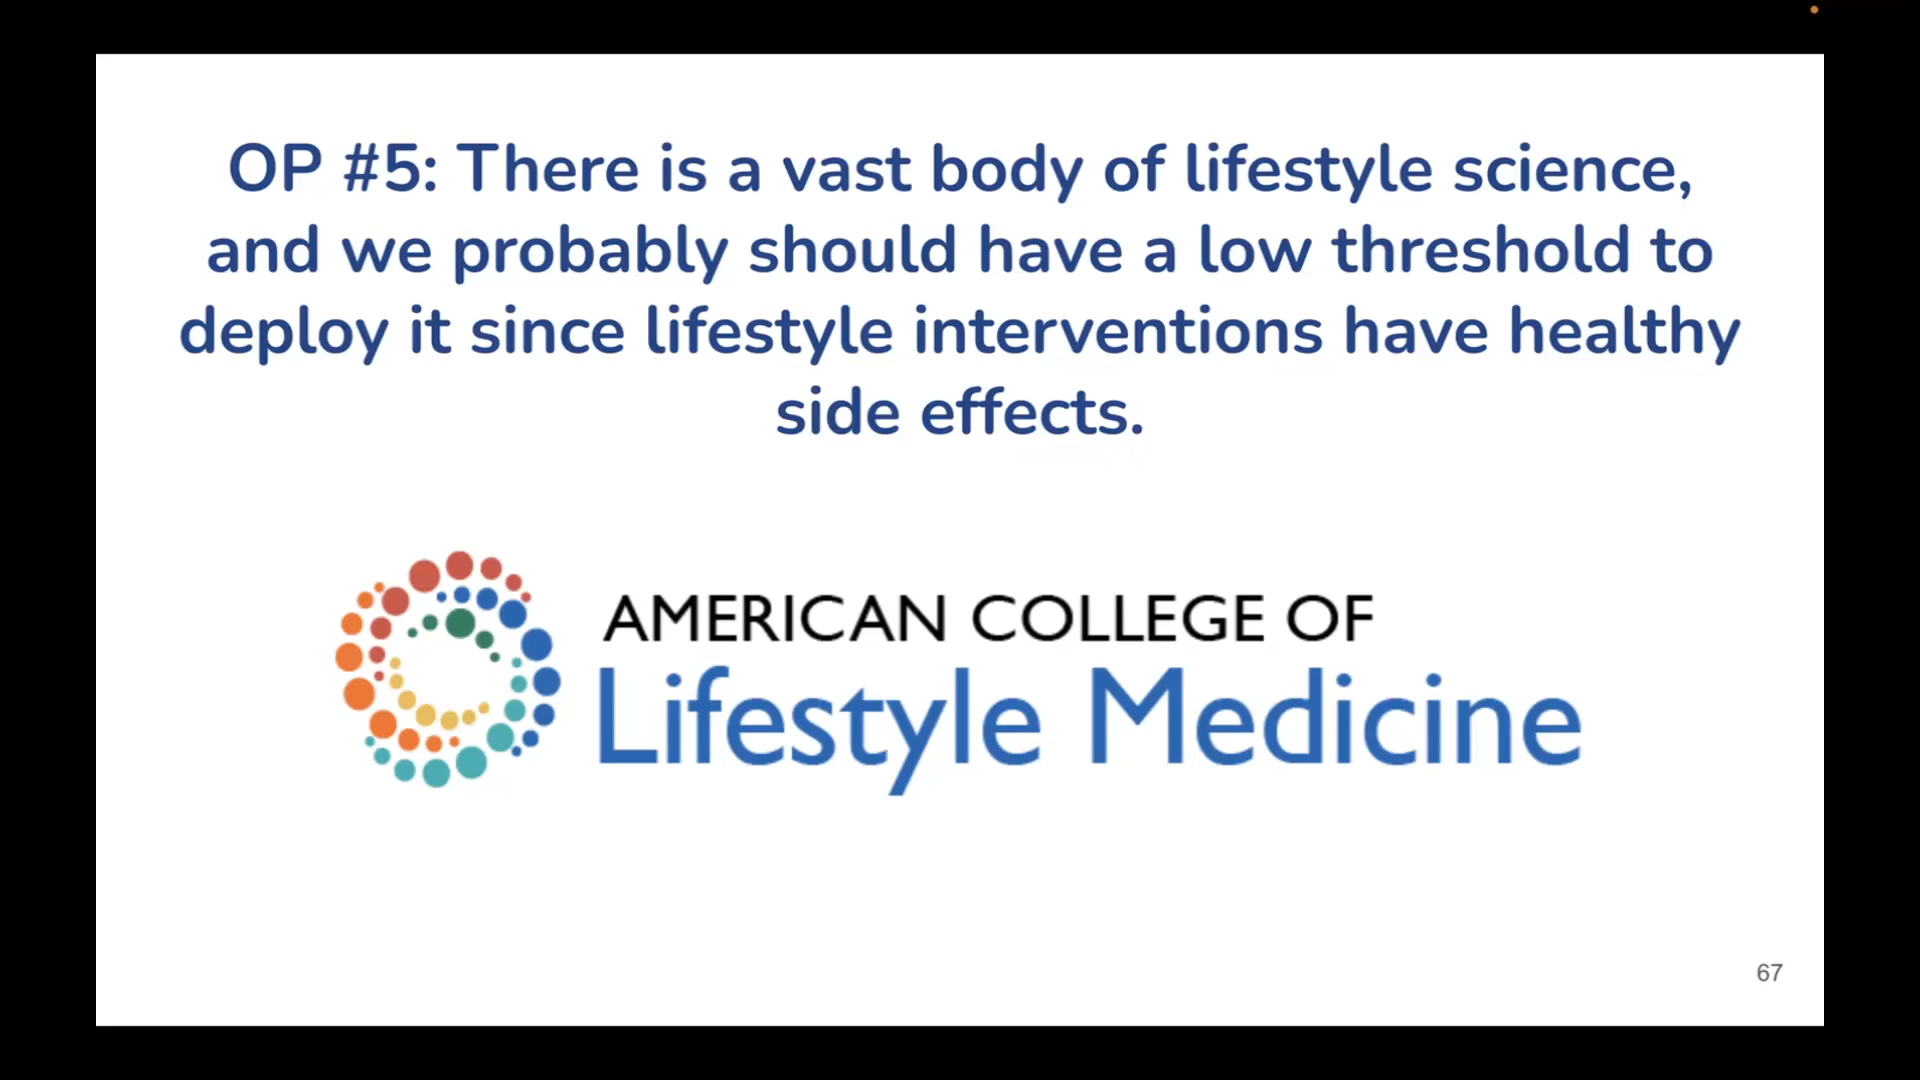 OP #5: There is a vast body of lifestyle science,
and we probably should have a low threshold to
deploy it since lifestyle interventions have healthy
side effects.
AMERICAN COLLEGE OF
Lifestyle Medicine
67